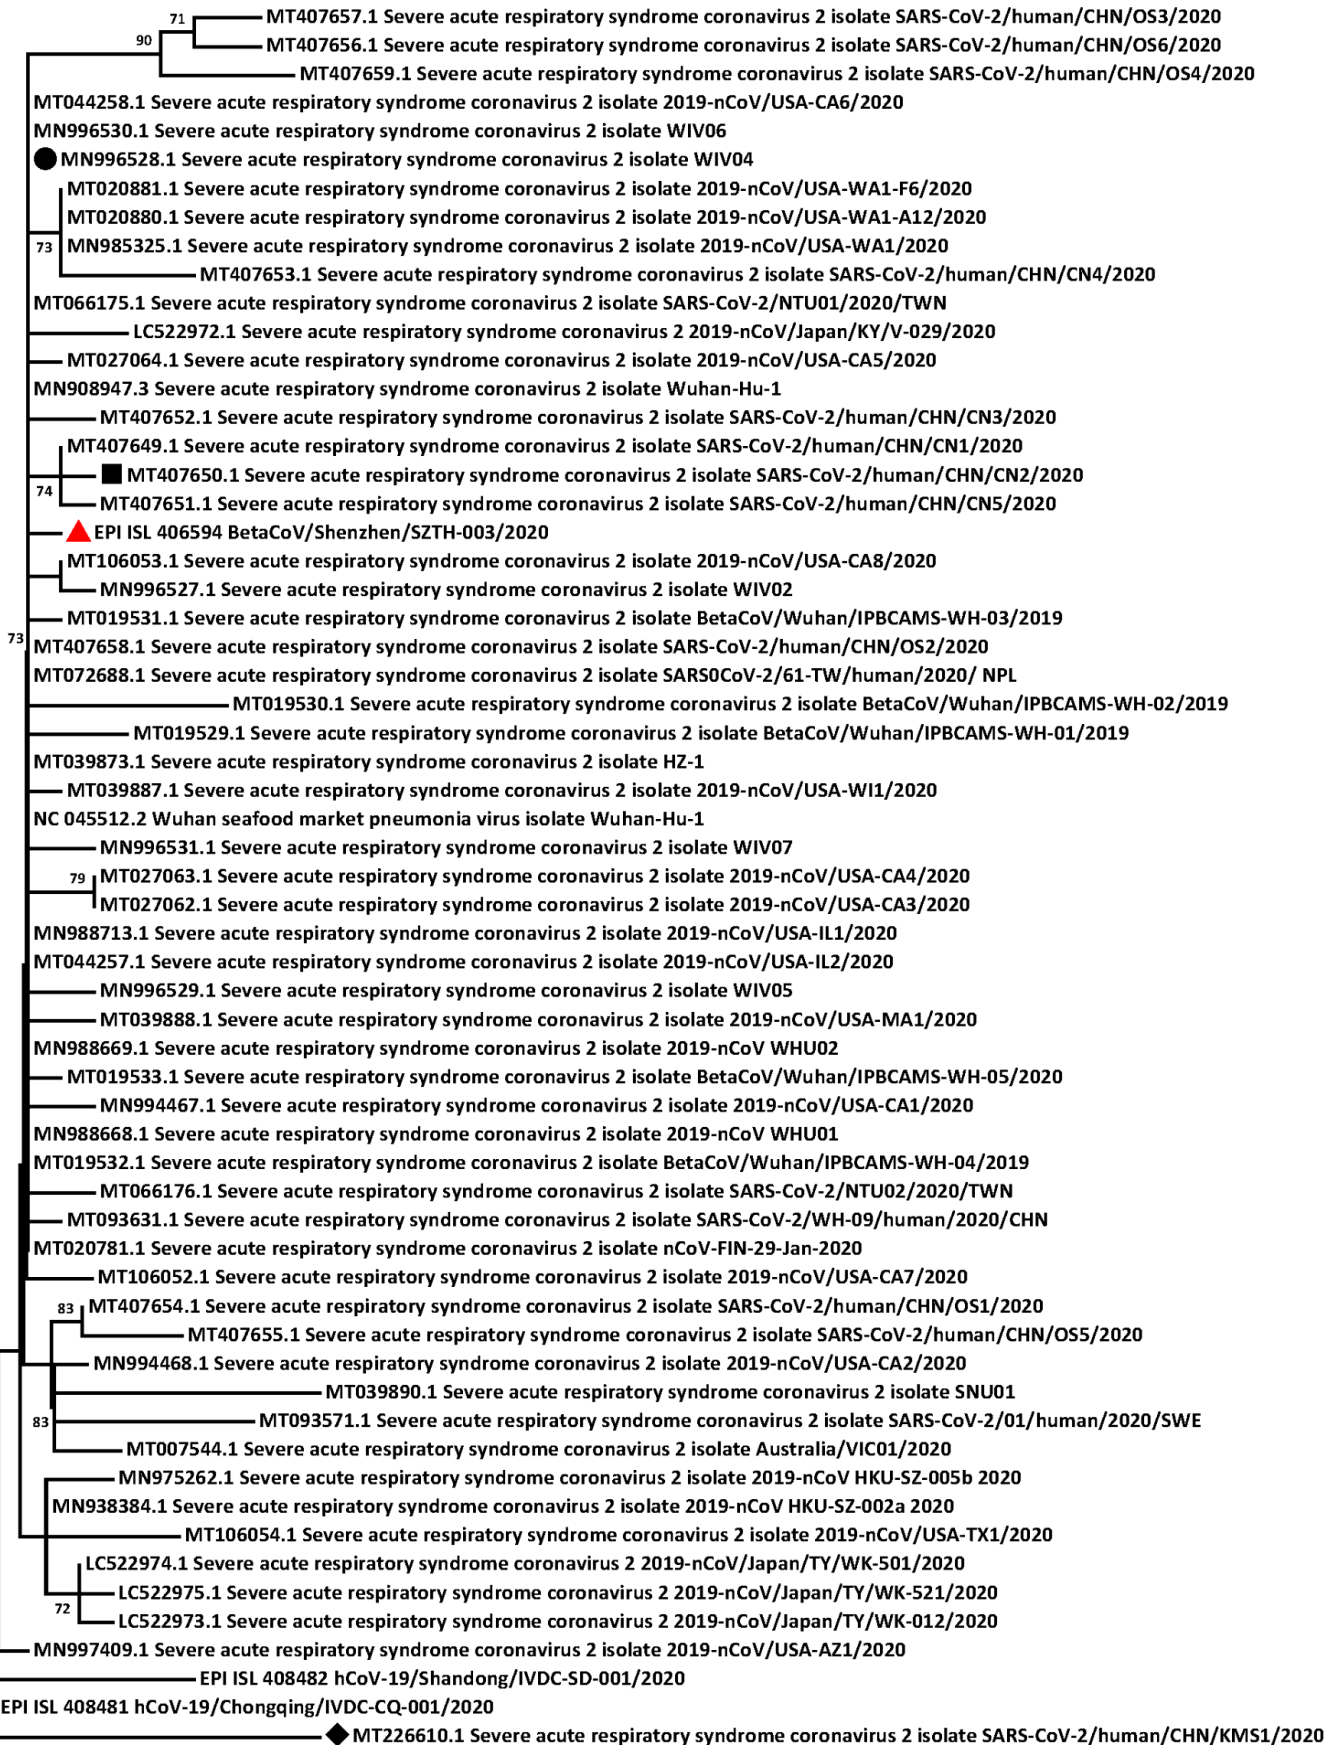 71
MT407657.1 Severe acute respiratory syndrome coronavirus 2 isolate SARS-CoV-2/human/CHN/OS3/2020
90
MT407656.1 Severe acute respiratory syndrome coronavirus 2 isolate SARS-CoV-2/human/CHN/OS6/2020
MT407659.1 Severe acute respiratory syndrome coronavirus 2 isolate SARS-CoV-2/human/CHN/OS4/2020
MT044258.1 Severe acute respiratory syndrome coronavirus 2 isolate 2019-nCoV/USA-CA6/2020
MN996530.1 Severe acute respiratory syndrome coronavirus 2 isolate WIV06
MN996528.1 Severe acute respiratory syndrome coronavirus 2 isolate WIV04
MT020881.1 Severe acute respiratory syndrome coronavirus 2 isolate 2019-nCoV/USA-WA1-F6/2020
MT020880.1 Severe acute respiratory syndrome coronavirus 2 isolate 2019-nCoV/USA-WA1-A12/2020
73
MN985325.1 Severe acute respiratory syndrome coronavirus 2 isolate 2019-nCoV/USA-WA1/2020
MT407653.1 Severe acute respiratory syndrome coronavirus 2 isolate SARS-CoV-2/human/CHN/CN4/2020
MT066175.1 Severe acute respiratory syndrome coronavirus 2 isolate SARS-CoV-2/NTU01/2020/TWN
LC522972.1 Severe acute respiratory syndrome coronavirus 2 2019-nCoV/Japan/KY/V-029/2020
MT027064.1 Severe acute respiratory syndrome coronavirus 2 isolate 2019-nCoV/USA-CA5/2020
MN908947.3 Severe acute respiratory syndrome coronavirus 2 isolate Wuhan-Hu-1
MT407652.1 Severe acute respiratory syndrome coronavirus 2 isolate SARS-CoV-2/human/CHN/CN3/2020
MT407649.1 Severe acute respiratory syndrome coronavirus 2 isolate SARS-CoV-2/human/CHN/CN1/2020
MT407650.1 Severe acute respiratory syndrome coronavirus 2 isolate SARS-CoV-2/human/CHN/CN2/2020
74
MT407651.1 Severe acute respiratory syndrome coronavirus 2 isolate SARS-CoV-2/human/CHN/CN5/2020
EPI ISL 406594 BetaCoV/Shenzhen/SZTH-003/2020
MT106053.1 Severe acute respiratory syndrome coronavirus 2 isolate 2019-nCoV/USA-CA8/2020
MN996527.1 Severe acute respiratory syndrome coronavirus 2 isolate WIV02
MT019531.1 Severe acute respiratory syndrome coronavirus 2 isolate BetaCoV/Wuhan/IPBCAMS-WH-03/2019
73
MT407658.1 Severe acute respiratory syndrome coronavirus 2 isolate SARS-CoV-2/human/CHN/OS2/2020
MT072688.1 Severe acute respiratory syndrome coronavirus 2 isolate SARS0CoV-2/61-TW/human/2020/ NPL
MT019530.1 Severe acute respiratory syndrome coronavirus 2 isolate BetaCoV/Wuhan/IPBCAMS-WH-02/2019
MT019529.1 Severe acute respiratory syndrome coronavirus 2 isolate BetaCoV/Wuhan/IPBCAMS-WH-01/2019
MT039873.1 Severe acute respiratory syndrome coronavirus 2 isolate HZ-1
MT039887.1 Severe acute respiratory syndrome coronavirus 2 isolate 2019-nCoV/USA-WI1/2020
NC 045512.2 Wuhan seafood market pneumonia virus isolate Wuhan-Hu-1
MN996531.1 Severe acute respiratory syndrome coronavirus 2 isolate WIV07
79
MT027063.1 Severe acute respiratory syndrome coronavirus 2 isolate 2019-nCoV/USA-CA4/2020
MT027062.1 Severe acute respiratory syndrome coronavirus 2 isolate 2019-nCoV/USA-CA3/2020
MN988713.1 Severe acute respiratory syndrome coronavirus 2 isolate 2019-nCoV/USA-IL1/2020
MT044257.1 Severe acute respiratory syndrome coronavirus 2 isolate 2019-nCoV/USA-IL2/2020
MN996529.1 Severe acute respiratory syndrome coronavirus 2 isolate WIV05
MT039888.1 Severe acute respiratory syndrome coronavirus 2 isolate 2019-nCoV/USA-MA1/2020
MN988669.1 Severe acute respiratory syndrome coronavirus 2 isolate 2019-nCoV WHU02
MT019533.1 Severe acute respiratory syndrome coronavirus 2 isolate BetaCoV/Wuhan/IPBCAMS-WH-05/2020
MN994467.1 Severe acute respiratory syndrome coronavirus 2 isolate 2019-nCoV/USA-CA1/2020
MN988668.1 Severe acute respiratory syndrome coronavirus 2 isolate 2019-nCoV WHU01
MT019532.1 Severe acute respiratory syndrome coronavirus 2 isolate BetaCoV/Wuhan/IPBCAMS-WH-04/2019
MT066176.1 Severe acute respiratory syndrome coronavirus 2 isolate SARS-CoV-2/NTU02/2020/TWN
MT093631.1 Severe acute respiratory syndrome coronavirus 2 isolate SARS-CoV-2/WH-09/human/2020/CHN
MT020781.1 Severe acute respiratory syndrome coronavirus 2 isolate nCoV-FIN-29-Jan-2020
MT106052.1 Severe acute respiratory syndrome coronavirus 2 isolate 2019-nCoV/USA-CA7/2020
83
MT407654.1 Severe acute respiratory syndrome coronavirus 2 isolate SARS-CoV-2/human/CHN/OS1/2020
MT407655.1 Severe acute respiratory syndrome coronavirus 2 isolate SARS-CoV-2/human/CHN/OS5/2020
MN994468.1 Severe acute respiratory syndrome coronavirus 2 isolate 2019-nCoV/USA-CA2/2020
MT039890.1 Severe acute respiratory syndrome coronavirus 2 isolate SNU01
83
MT093571.1 Severe acute respiratory syndrome coronavirus 2 isolate SARS-CoV-2/01/human/2020/SWE
MT007544.1 Severe acute respiratory syndrome coronavirus 2 isolate Australia/VIC01/2020
MN975262.1 Severe acute respiratory syndrome coronavirus 2 isolate 2019-nCoV HKU-SZ-005b 2020
MN938384.1 Severe acute respiratory syndrome coronavirus 2 isolate 2019-nCoV HKU-SZ-002a 2020
MT106054.1 Severe acute respiratory syndrome coronavirus 2 isolate 2019-nCoV/USA-TX1/2020
LC522974.1 Severe acute respiratory syndrome coronavirus 2 2019-nCoV/Japan/TY/WK-501/2020
LC522975.1 Severe acute respiratory syndrome coronavirus 2 2019-nCoV/Japan/TY/WK-521/2020
72
LC522973.1 Severe acute respiratory syndrome coronavirus 2 2019-nCoV/Japan/TY/WK-012/2020
MN997409.1 Severe acute respiratory syndrome coronavirus 2 isolate 2019-nCoV/USA-AZ1/2020
EPI ISL 408482 hCoV-19/Shandong/IVDC-SD-001/2020
EPI ISL 408481 hCoV-19/Chongqing/IVDC-CQ-001/2020
MT226610.1 Severe acute respiratory syndrome coronavirus 2 isolate SARS-CoV-2/human/CHN/KMS1/2020